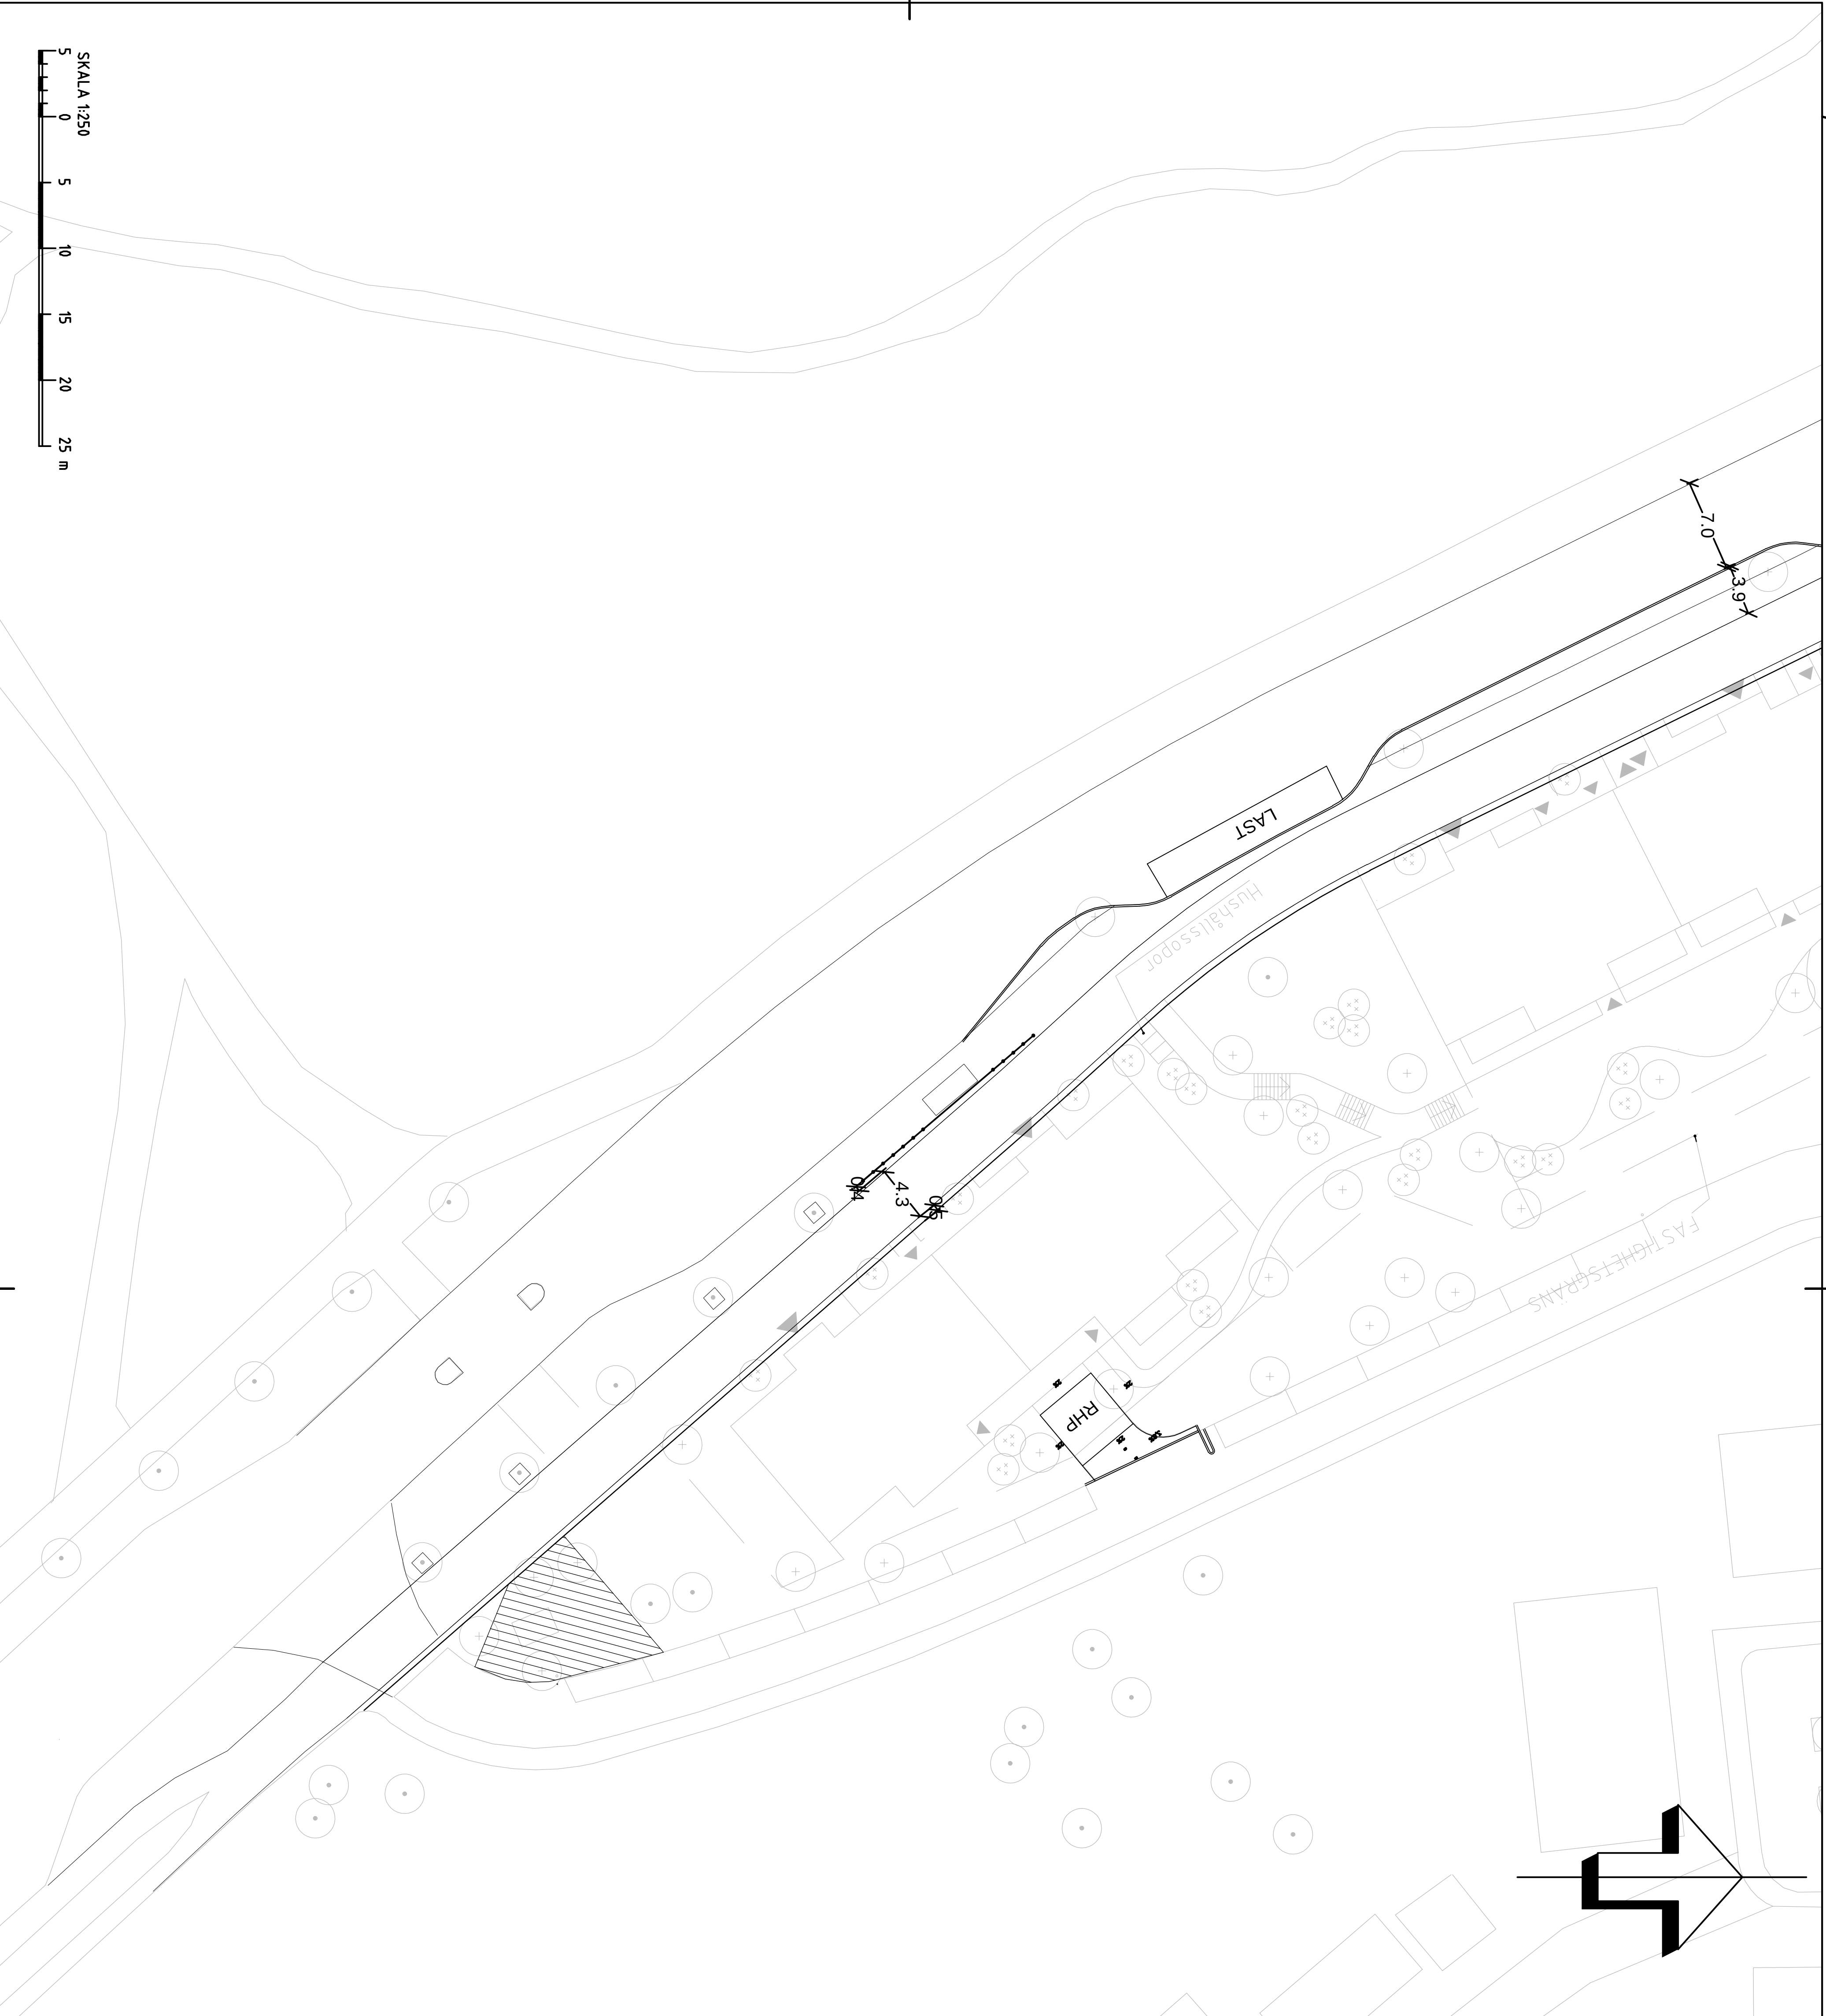 SKALA 1:250
5 0 5 10 15 20 25 m
7.0
3.9
LAST
Hushållssopor
4.3
FASTIGHETSGRÄNS
RHP